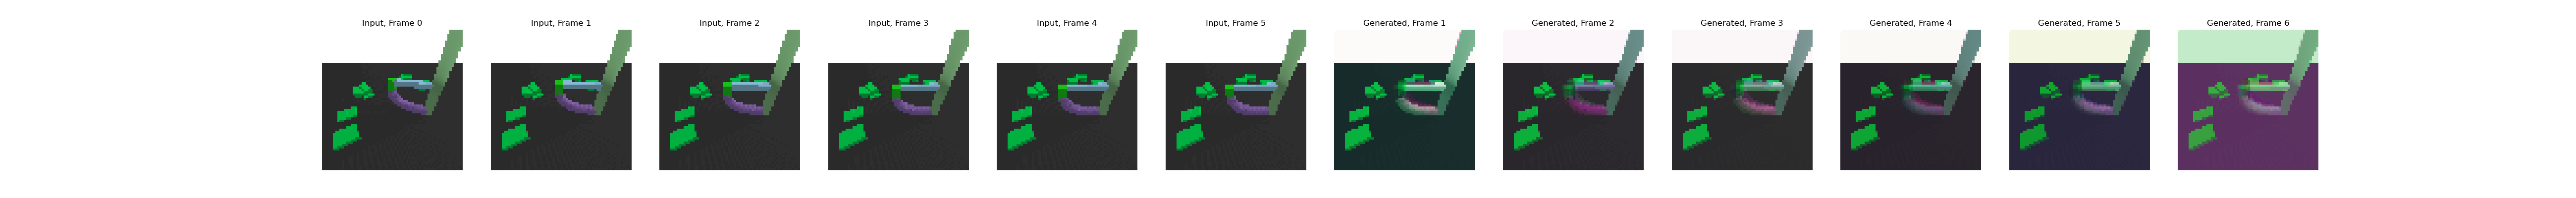 Input, Frame 0
Input, Frame 1
Input, Frame 2
Input, Frame 3
Input, Frame 4
Input, Frame 5
Generated, Frame 1
Generated, Frame 2
Generated, Frame 3
Generated, Frame 4
Generated, Frame 5
Generated, Frame 6